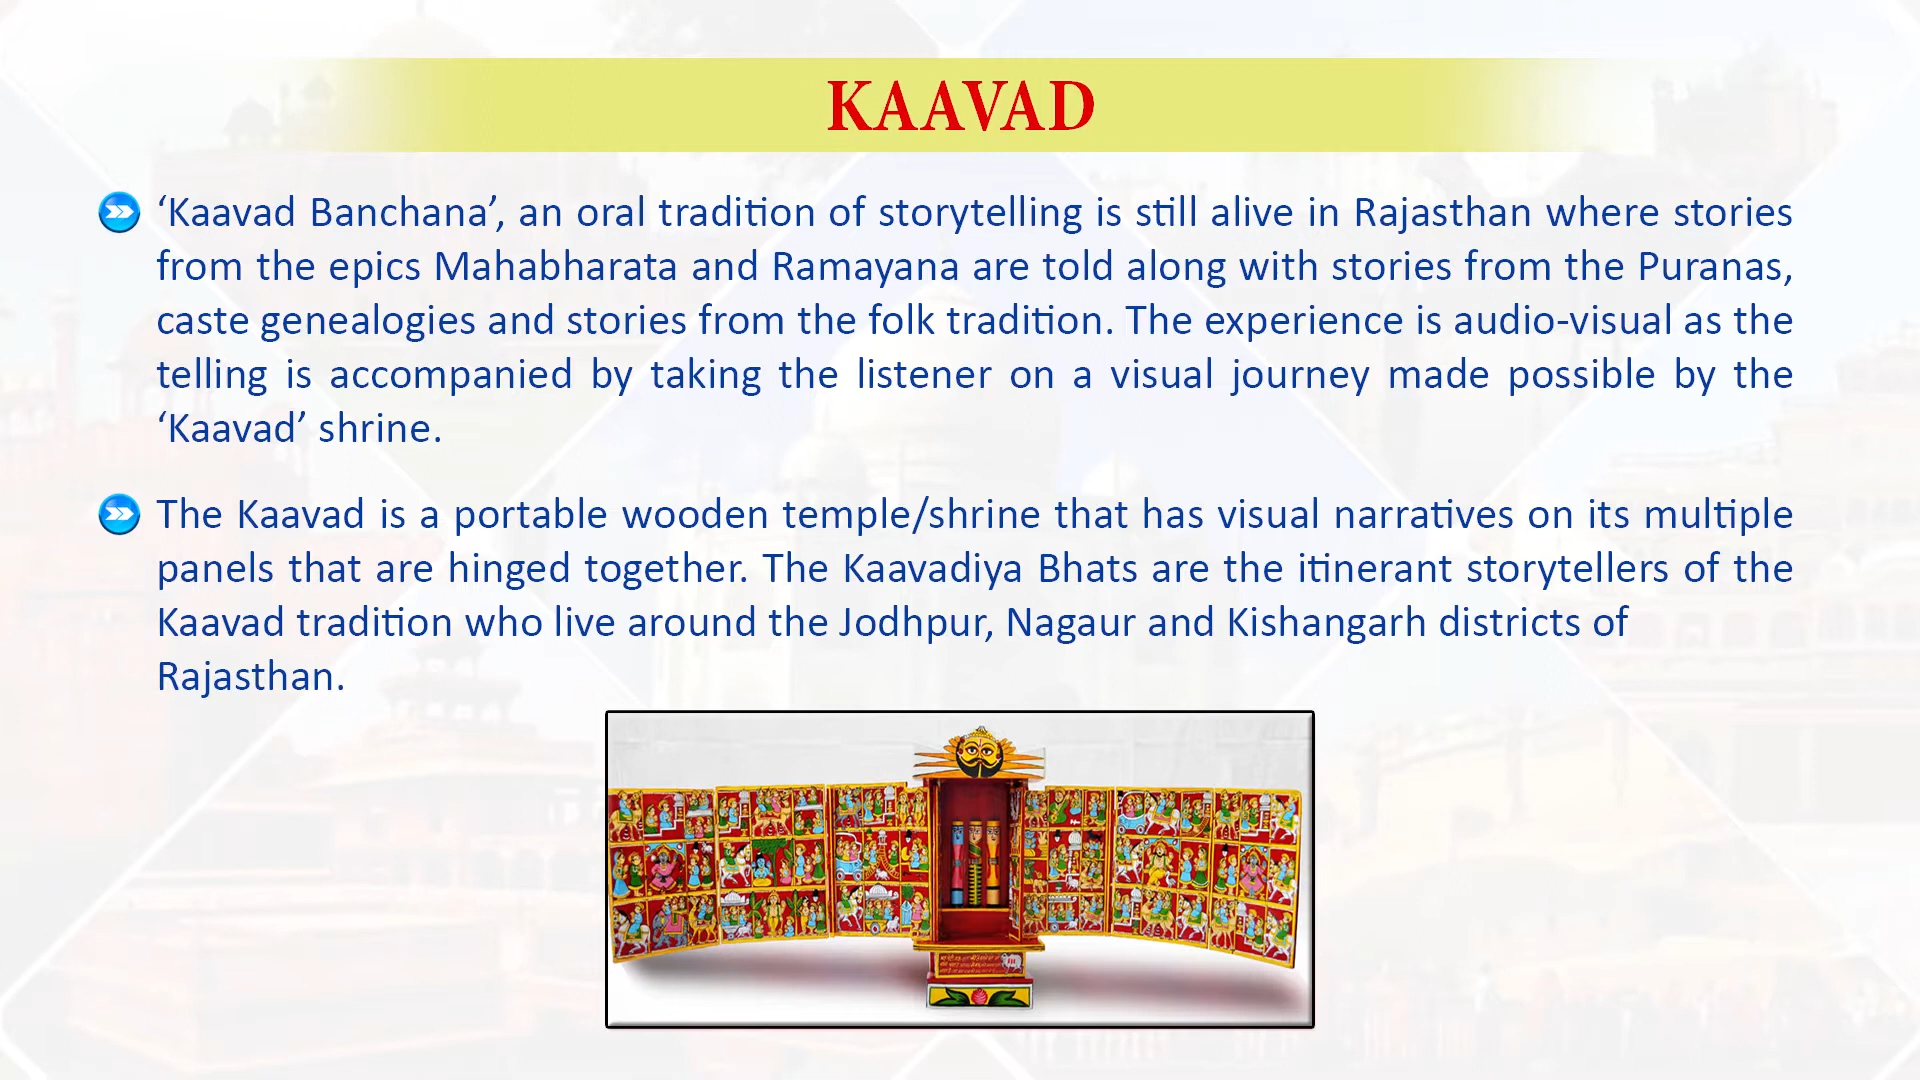 KAAVAD
‘Kaavad Banchana’, an oral tradition of storytelling is still alive in Rajasthan where stories
from the epics Mahabharata and Ramayana are told along with stories from the Puranas,
caste genealogies and stories from the folk tradition. The experience is audio-visual as the
telling is accompanied by taking the listener on a visual journey made possible by the
‘Kaavad’ shrine.
The Kaavad is a portable wooden temple/shrine that has visual narratives on its multiple
panels that are hinged together. The Kaavadiya Bhats are the itinerant storytellers of the
Kaavad tradition who live around the Jodhpur, Nagaur and Kishangarh districts of
Rajasthan.